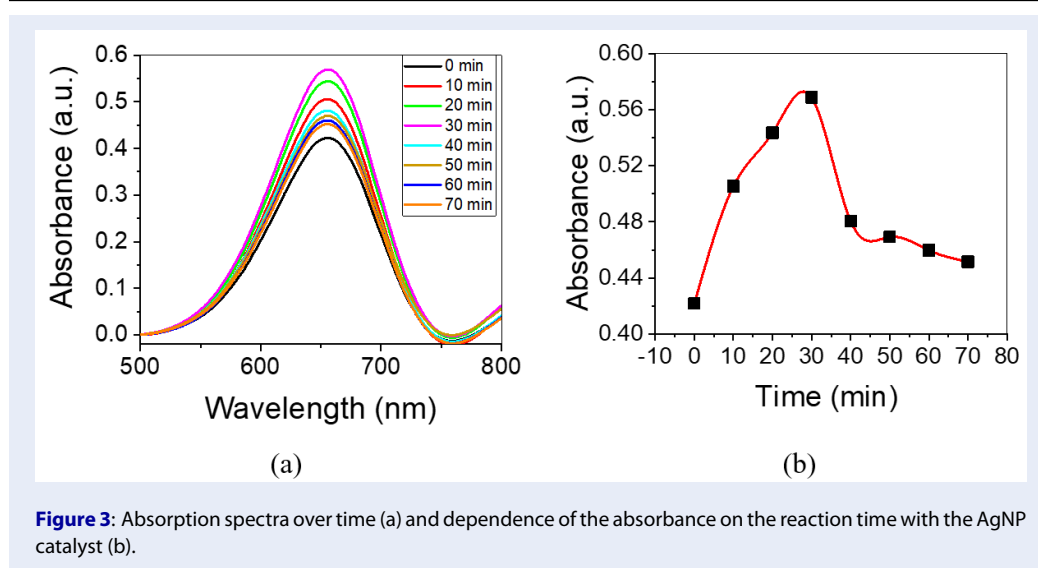 0.6
0.5
0.4
0.3
0.2
0.1
0.0
500 600 700 800
Absorbance (a.u.)
Wavelength (nm)
0 min
10 min
20 min
30 min
40 min
50 min
60 min
70 min
(a)
0.60
0.56
0.52
0.48
0.44
0.40
-10 0 10 20 30 40 50 60 70 80
Absorbance (a.u.)
Time (min)
(b)
Figure 3: Absorption spectra over time (a) and dependence of the absorbance on the reaction time with the AgNP
catalyst (b).